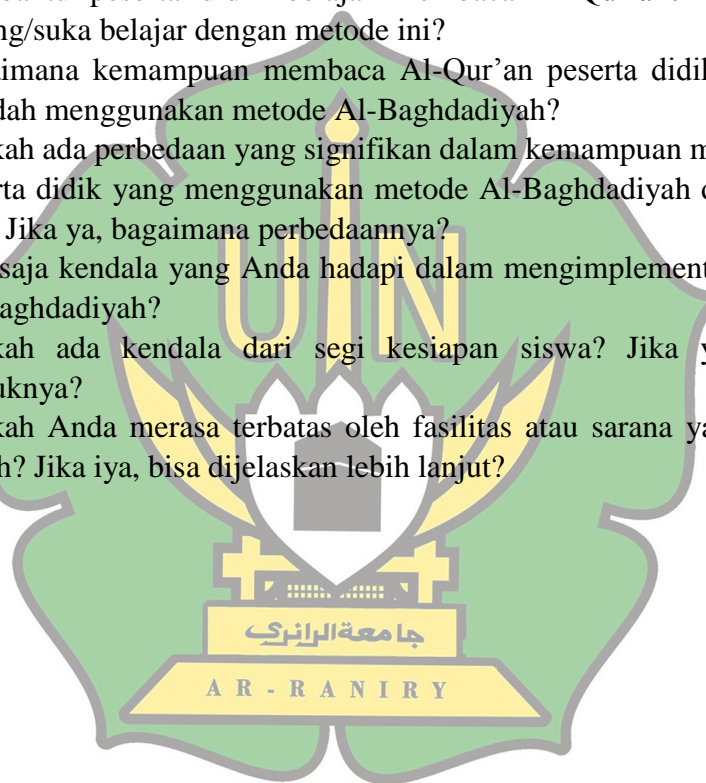 ng/suka belajar dengan metode ini?
aimana kemampuan membaca Al-Qur’an peserta didik
dah menggunakan metode Al-Baghdadiyah?
kah ada perbedaan yang signifikan dalam kemampuan m
rta didik yang menggunakan metode Al-Baghdadiyah
Jika ya, bagaimana perbedaannya?
saja kendala yang Anda hadapi dalam mengimplement
aghdadiyah?
kah ada kendala dari segi kesiapan siswa? Jika y
uknya?
kah Anda merasa terbatas oleh fasilitas atau sarana ya
h? Jika iya, bisa dijelaskan lebih lanjut?
UIN
جامعة الرانري
AR-RANIRY